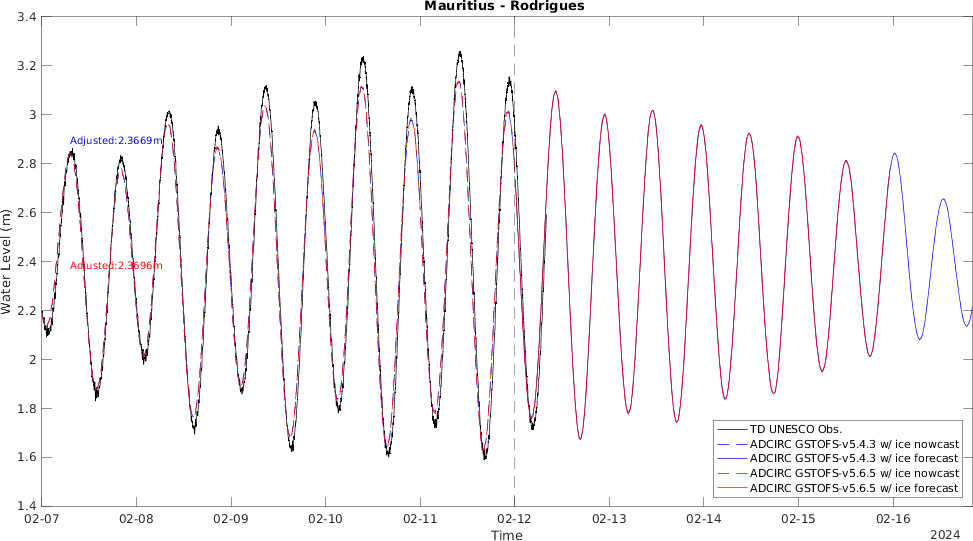 Mauritius - Rodrigues
3.4
3.2
3
2.8
2.6
2.4
2.2
2
1.8
1.6
1.4
Water Level (m)
Adjusted:2.3669m
Adjusted:2.3696m
TD UNESCO Obs.
ADCIRC GSTOFS-v5.4.3 w/ ice nowcast
ADCIRC GSTOFS-v5.4.3 w/ ice forecast
ADCIRC GSTOFS-v5.6.5 w/ ice nowcast
ADCIRC GSTOFS-v5.6.5 w/ ice forecast
02-07 02-08 02-09 02-10 02-11 02-12 02-13 02-14 02-15 02-16
Time
2024